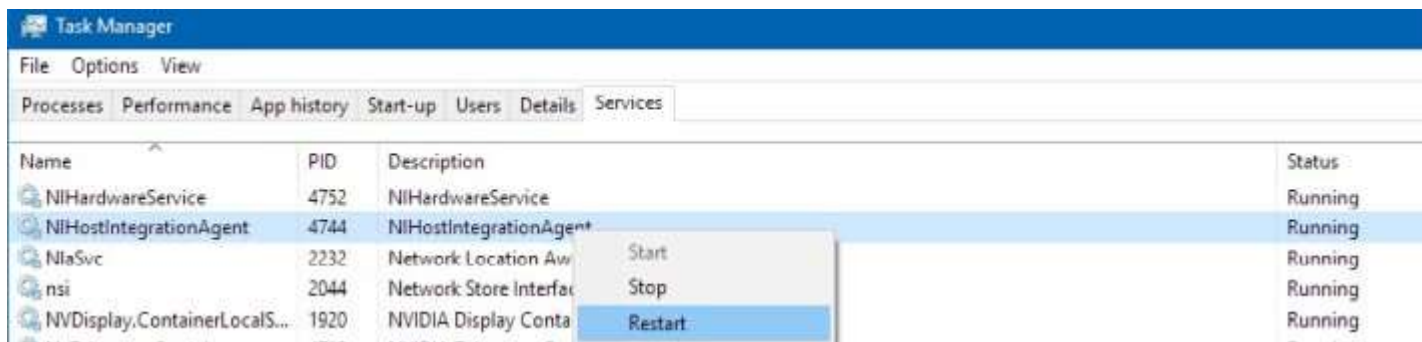 Task Manager
File Options View
Processes Performance App history Start-up Users Details Services
Name PID Description Status
NIHardwareService 4752 NIHardwareService Running
NIHostIntegrationAgent 4744 NIHostIntegrationAgent Running
NlaSvc 2232 Network Location Aw Start Running
nsi 2044 Network Store Interfac Stop Running
NVDisplay.ContainerLocalS... 1920 NVIDIA Display Conta Restart Running